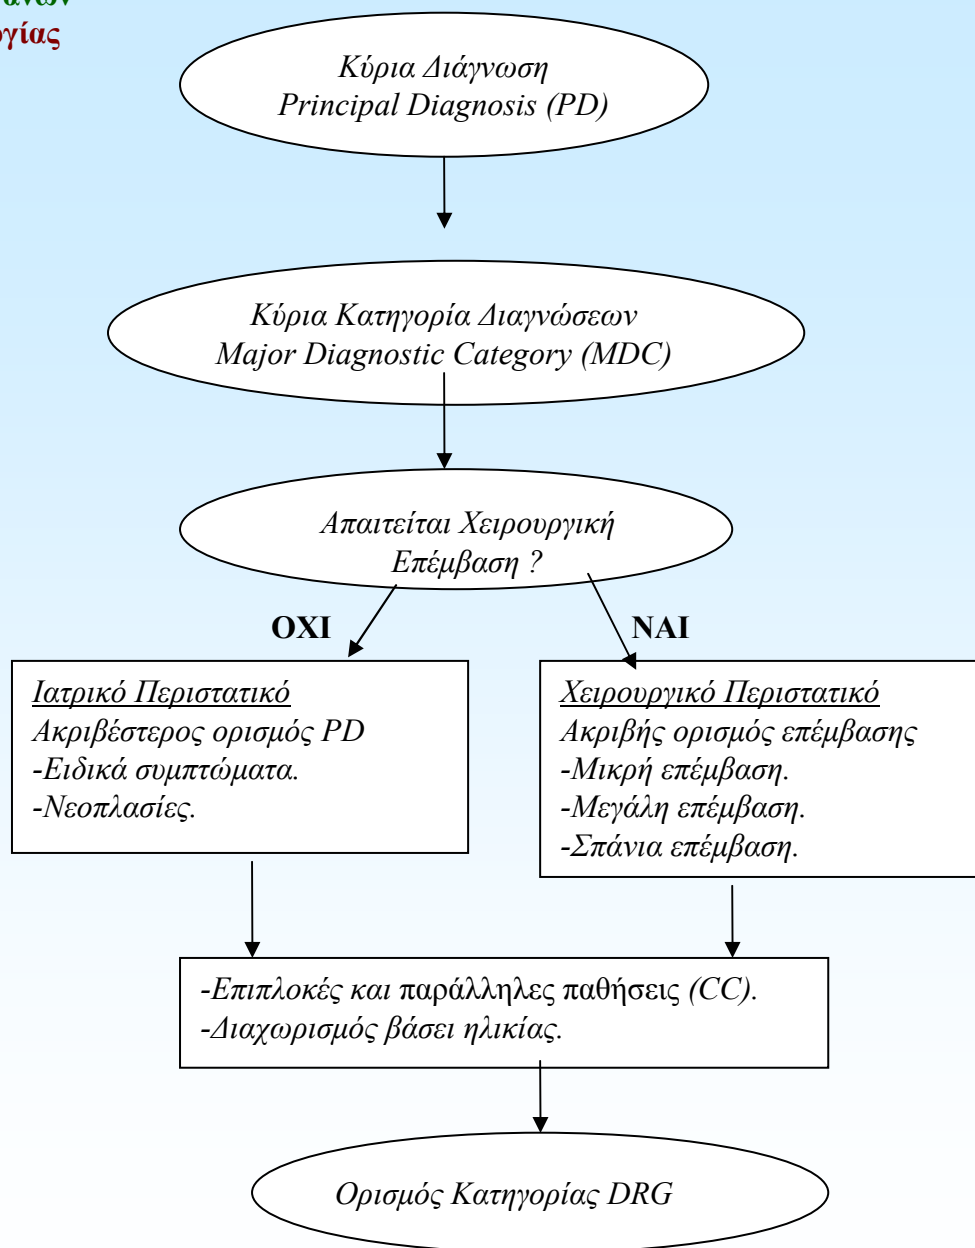 Κύρια Διάγνωση
Principal Diagnosis (PD)
Κύρια Κατηγορία Διαγνώσεων
Major Diagnostic Category (MDC)
Απαιτείται Χειρουργική
Επέμβαση ?
ΟΧΙ
ΝΑΙ
Ιατρικό Περιστατικό
Ακριβέστερος ορισμός PD
-Ειδικά συμπτώματα.
-Νεοπλασίες.
Χειρουργικό Περιστατικό
Ακριβής ορισμός επέμβασης
-Μικρή επέμβαση.
-Μεγάλη επέμβαση.
-Σπάνια επέμβαση.
-Επιπλοκές και παράλληλες παθήσεις (CC).
-Διαχωρισμός βάσει ηλικίας.
Ορισμός Κατηγορίας DRG